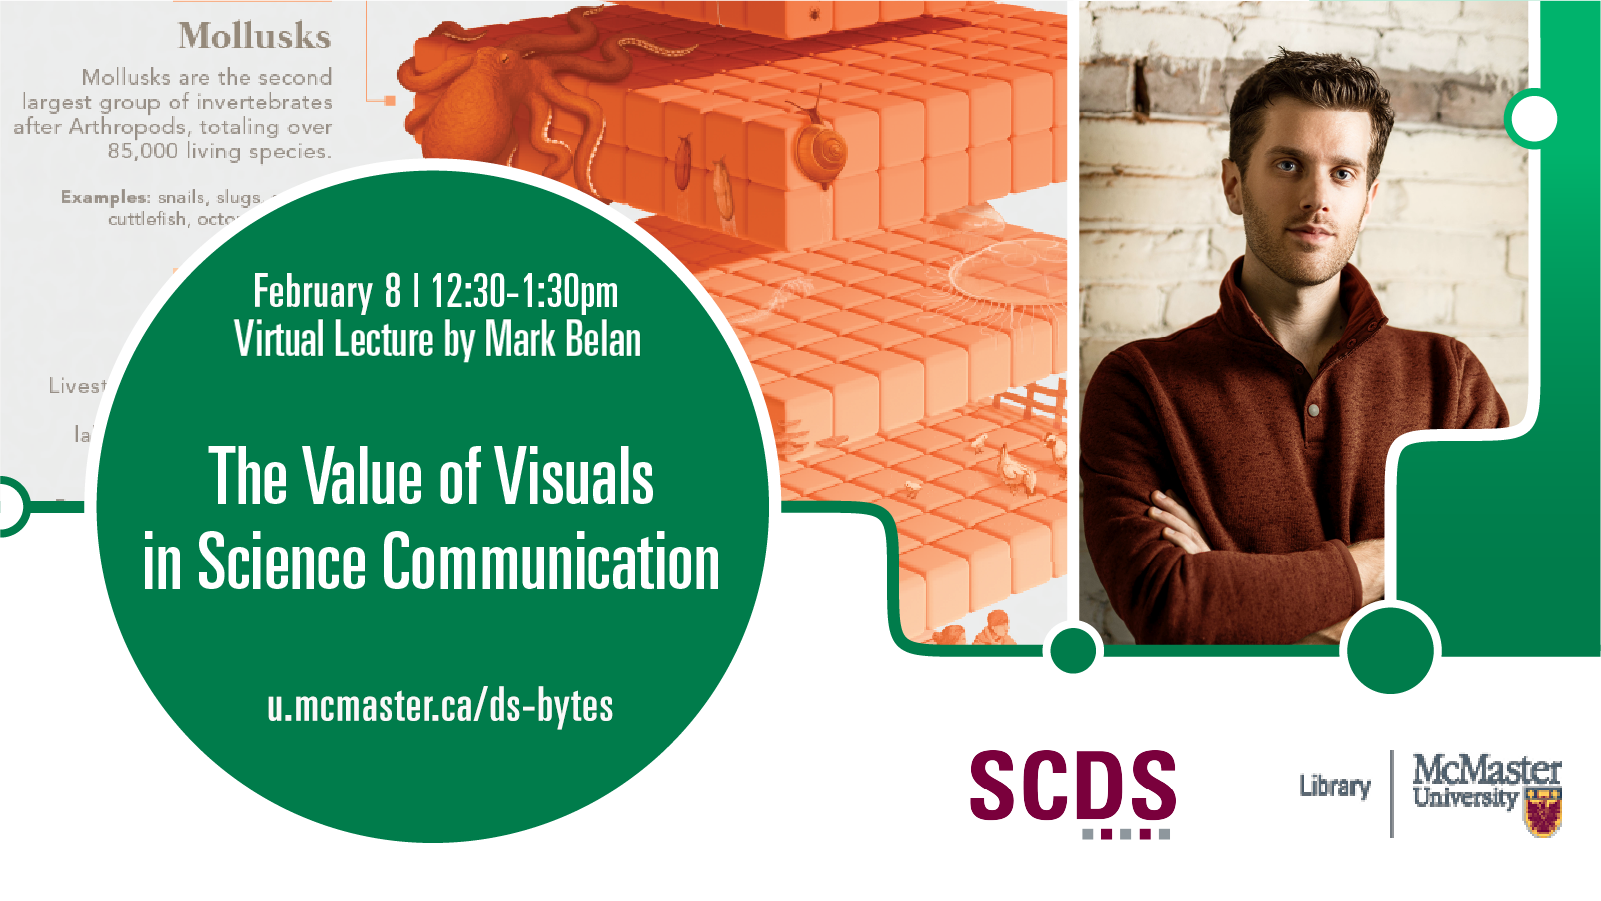 Mollusks
Mollusks are the second
largest group of invertebrates
after Arthropods, totaling over
85,000 living species.
Examples: snails, slugs,
cuttlefish,
February 8 | 12:30-1:30pm
Virtual Lecture by Mark Belan
The Value of Visuals
in Science Communication
u.mcmaster.ca/ds-bytes
SCDS
Library
McMaster
University